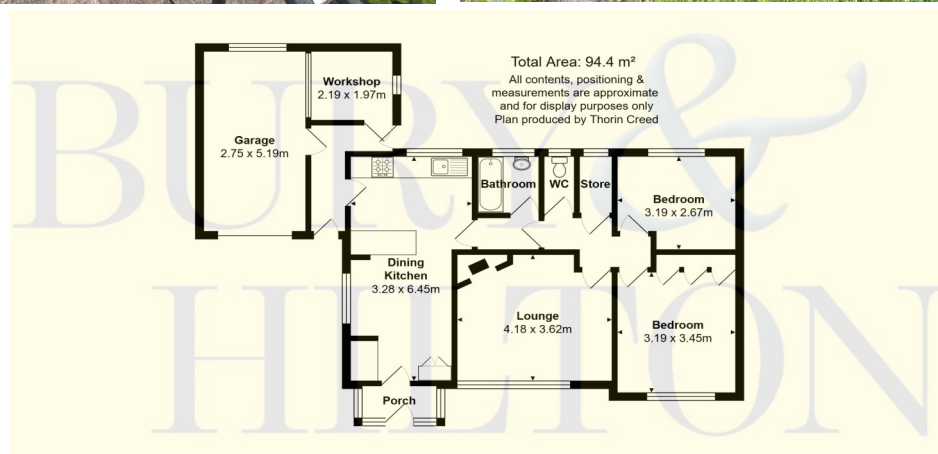 BURY &
HILTON
Total Area: 94.4 m²
All contents, positioning &
measurements are approximate
and for display purposes only
Plan produced by Thorin Creed
Workshop
2.19 x 1.97m
Garage
2.75 x 5.19m
Bathroom
WC
Store
Bedroom
3.19 x 2.67m
Dining
Kitchen
3.28 x 6.45m
Lounge
4.18 x 3.62m
Bedroom
3.19 x 3.45m
Porch